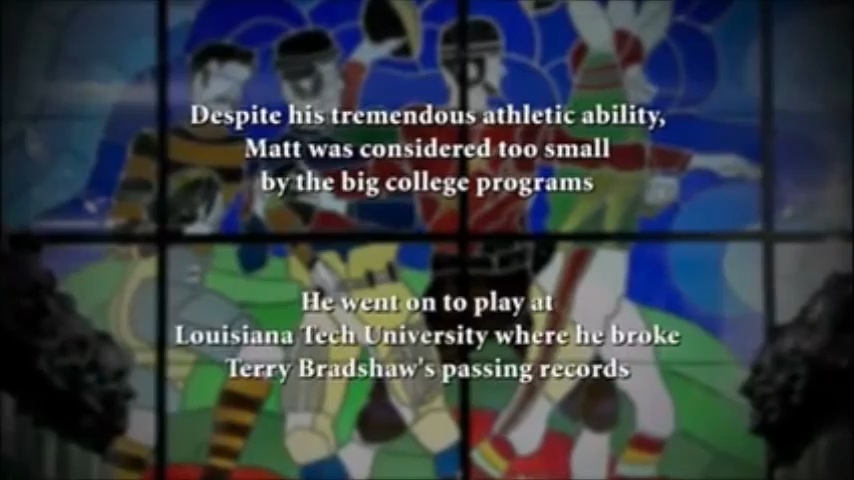 Despite his tremendous athletic ability,
Matt was considered too small
by the big college programs
He went on to play at
Louisiana Tech University where he broke
Terry Bradshaw's passing records